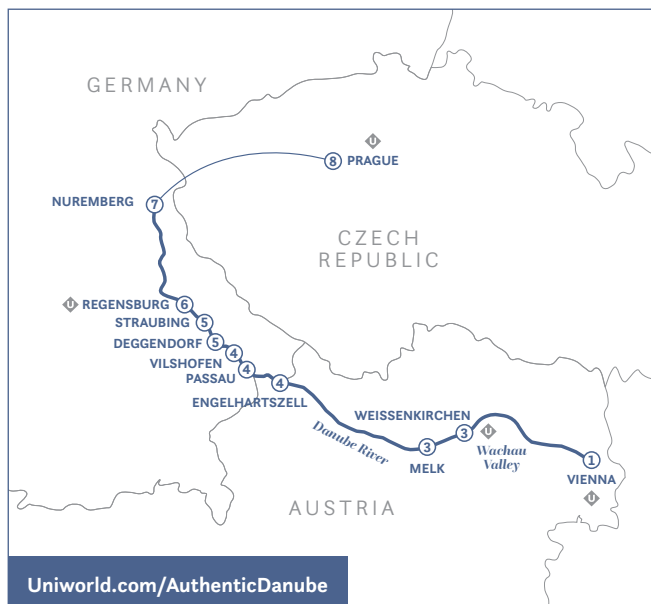 GERMANY
U
8 PRAGUE
NUREMBERG 7
CZECH
REPUBLIC
U REGENSBURG 6
STRAUBING 5
DEGGENDORF 5
VILSHOFEN 4
PASSAU 4
4
ENGELHARTSZELL
WEISSENKIRCHEN
3
U
Danube River
3
MELK
Wachau
Valley
1
VIENNA
U
AUSTRIA
Uniworld.com/AuthenticDanube